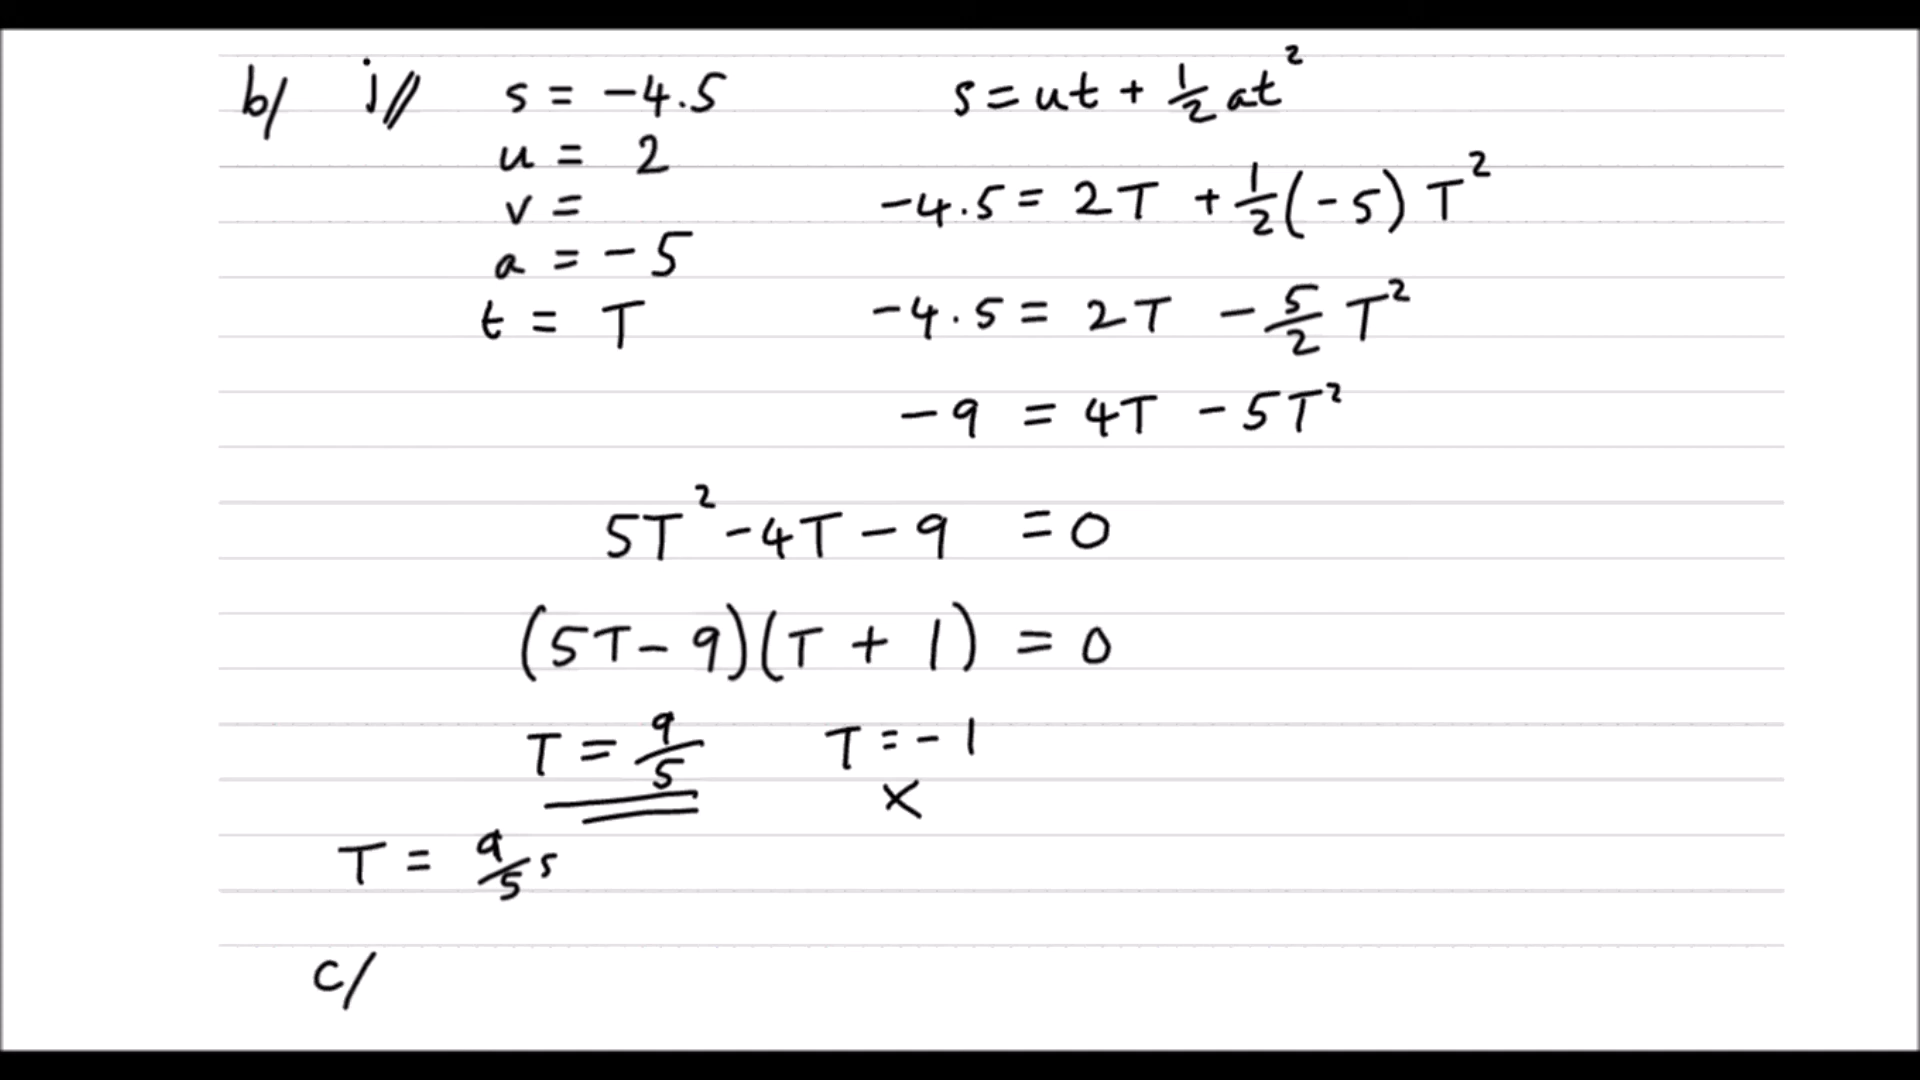 b/ i// s = -4.5 s = ut + ½at²
u = 2
v = -4.5 = 2T + ½(-5)T²
a = -5
t = T -4.5 = 2T - 5/2 T²
-9 = 4T - 5T²
5T² - 4T - 9 = 0
(5T - 9)(T + 1) = 0
T = 9/5 T = -1
x
T = 9/5 s
c/